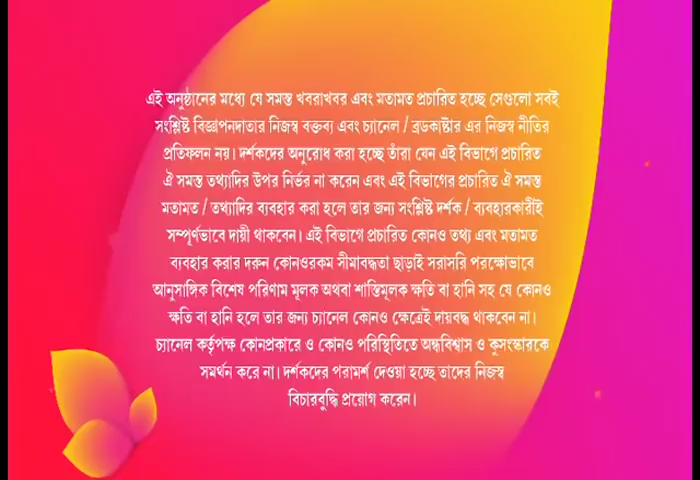 এই অনুষ্ঠানের মধ্যে যে সমস্ত খবরাখবর এবং মতামত প্রচারিত হচ্ছে সেগুলো সবই
সংশ্লিষ্ট বিজ্ঞাপনদাতার নিজস্ব বক্তব্য এবং চ্যানেল / ব্রডকাষ্টার এর নিজস্ব নীতির
প্রতিফলন নয়। দর্শকদের অনুরোধ করা হচ্ছে তাঁরা যেন এই বিভাগে প্রচারিত
ঐ সমস্ত তথ্যাদির উপর নির্ভর না করেন এবং এই বিভাগের প্রচারিত ঐ সমস্ত
মতামত / তথ্যাদির ব্যবহার করা হলে তার জন্য সংশ্লিষ্ট দর্শক / ব্যবহারকারীই
সম্পূর্ণভাবে দায়ী থাকবেন। এই বিভাগে প্রচারিত কোনও তথ্য এবং মতামত
ব্যবহার করার দরুন কোনওরকম সীমাবদ্ধতা ছাড়াই সরাসরি পরক্ষোভাবে
আনুসাঙ্গিক বিশেষ পরিণাম মূলক অথবা শাস্তিমূলক ক্ষতি বা হানি সহ যে কোনও
ক্ষতি বা হানি হলে তার জন্য চ্যানেল কোনও ক্ষেত্রেই দায়বদ্ধ থাকবেন না।
চ্যানেল কর্তৃপক্ষ কোনপ্রকারে ও কোনও পরিস্থিতিতে অন্ধবিশ্বাস ও কুসংস্কারকে
সমর্থন করে না। দর্শকদের পরামর্শ দেওয়া হচ্ছে তাদের নিজস্ব
বিচারবুদ্ধি প্রয়োগ করেন।